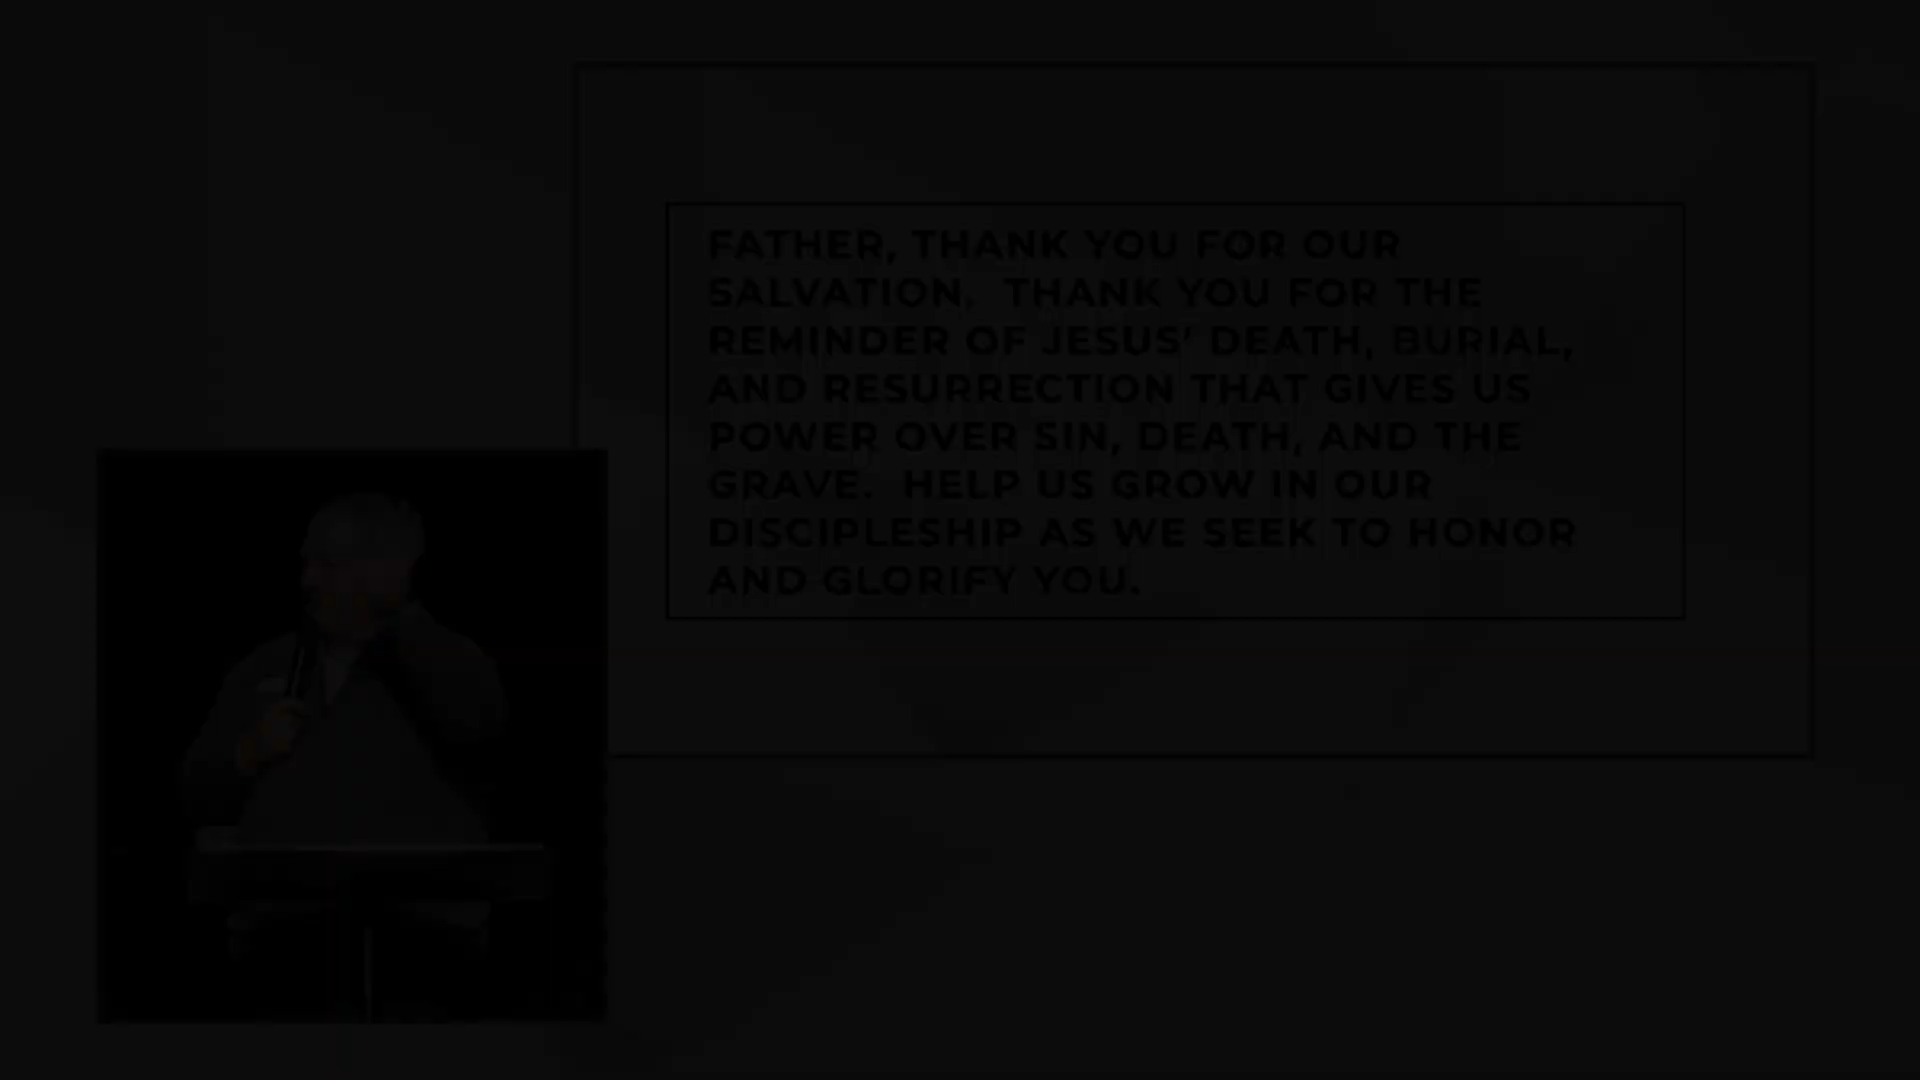 FATHER, THANK YOU FOR OUR
SALVATION.  THANK YOU FOR THE
REMINDER OF JESUS' DEATH, BURIAL,
AND RESURRECTION THAT GIVES US
POWER OVER SIN, DEATH, AND THE
GRAVE.  HELP US GROW IN OUR
DISCIPLESHIP AS WE SEEK TO HONOR
AND GLORIFY YOU.